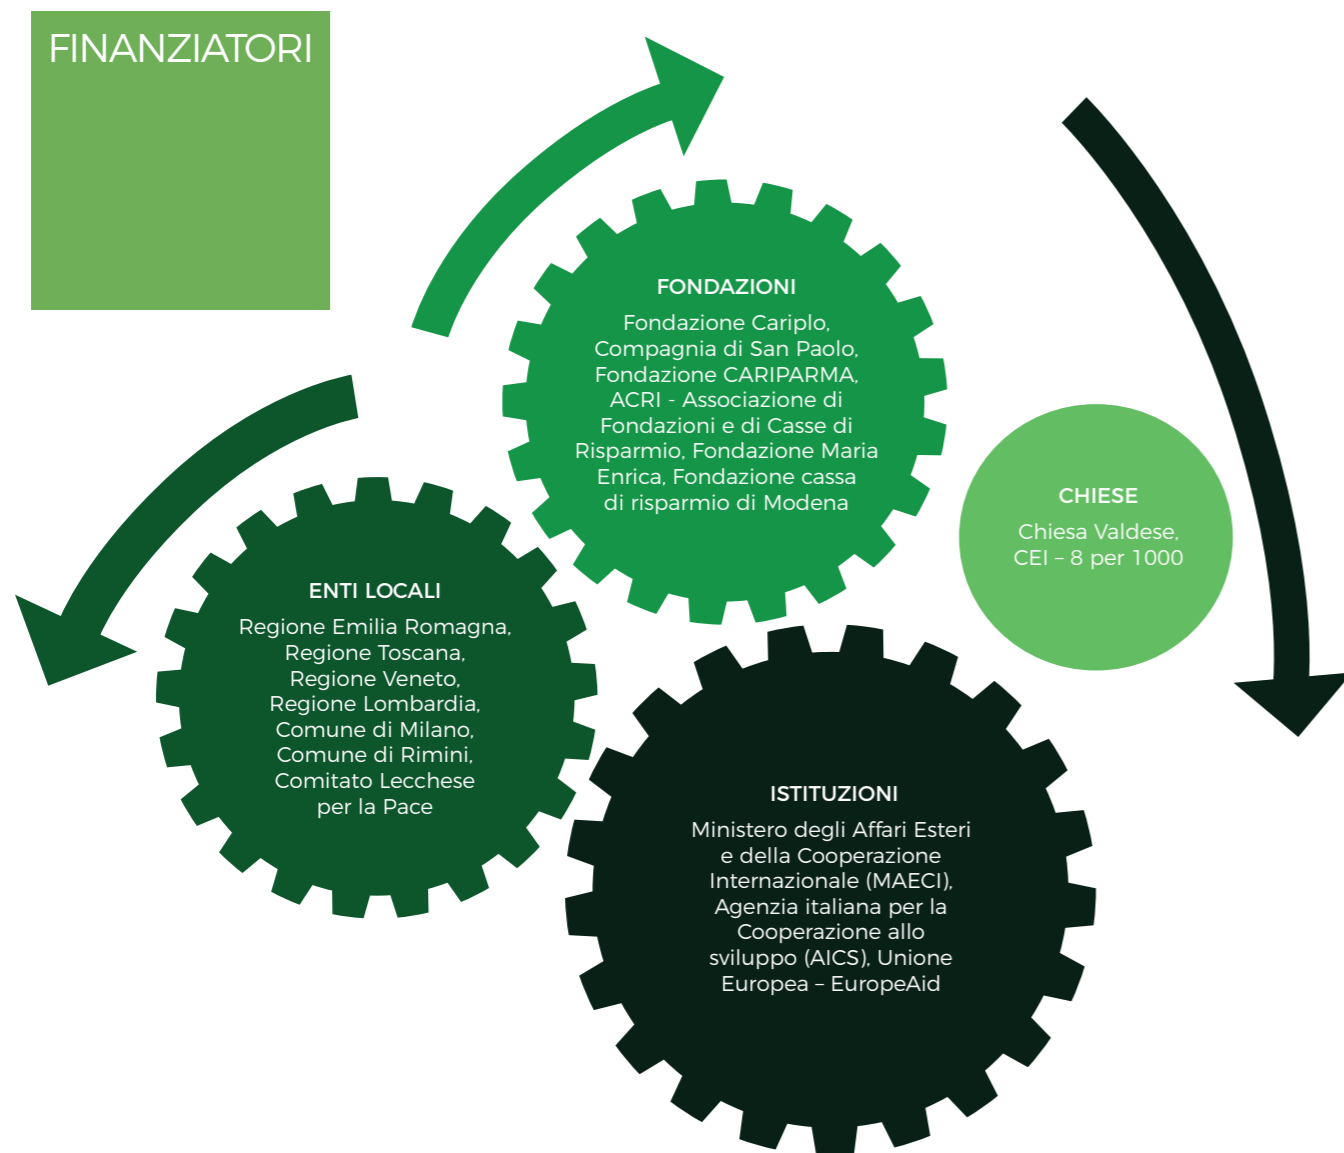 FINANZIATORI
FONDAZIONI
Fondazione Cariplo,
Compagnia di San Paolo,
Fondazione CARIPARMA,
ACRI - Associazione di
Fondazioni e di Casse di
Risparmio, Fondazione Maria
Enrica, Fondazione cassa
di risparmio di Modena
CHIESE
Chiesa Valdese,
CEI – 8 per 1000
ENTI LOCALI
Regione Emilia Romagna,
Regione Toscana,
Regione Veneto,
Regione Lombardia,
Comune di Milano,
Comune di Rimini,
Comitato Lecchese
per la Pace
ISTITUZIONI
Ministero degli Affari Esteri
e della Cooperazione
Internazionale (MAECI),
Agenzia italiana per la
Cooperazione allo
sviluppo (AICS), Unione
Europea – EuropeAid